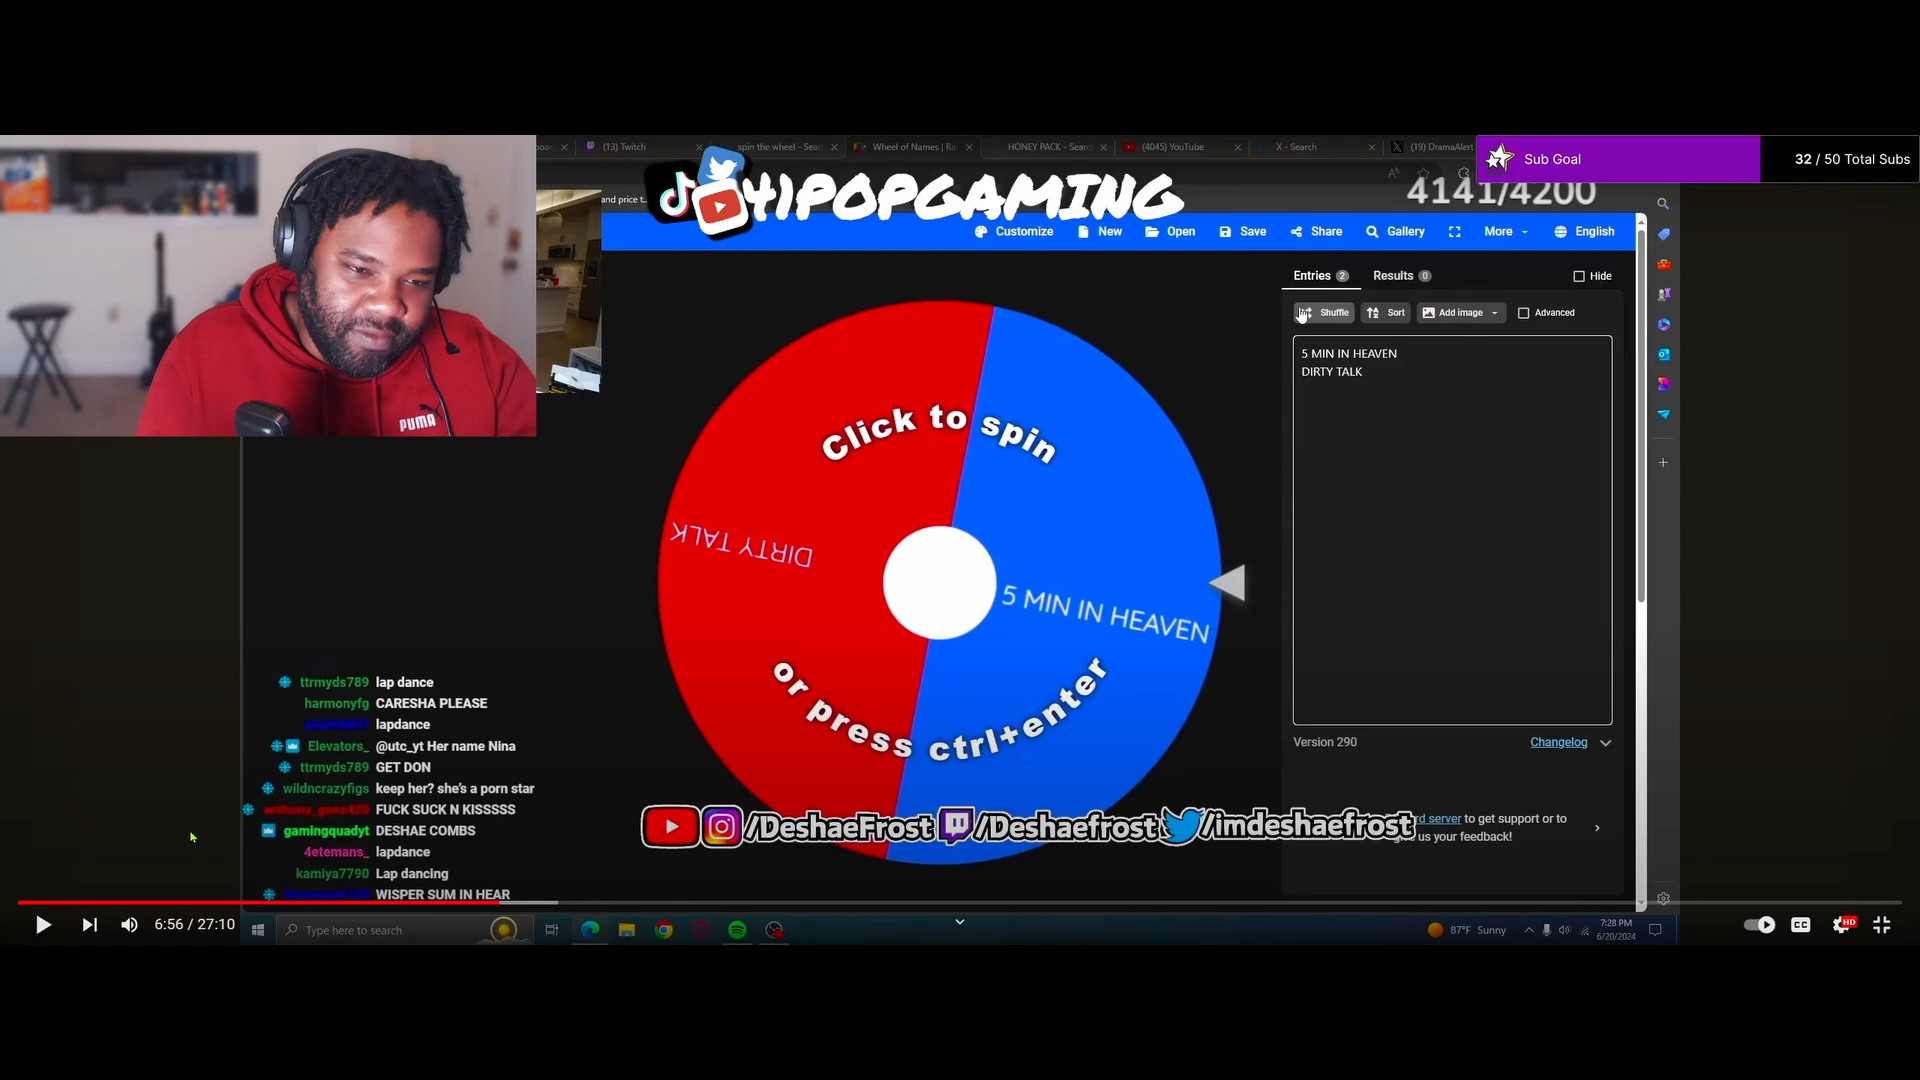 (13) Twitch
spin the wheel - Sear
Wheel of Names | Ra
HONEY PACK - Search
(4045) YouTube
X - Search
(19) DramaAlert
Sub Goal
32 / 50 Total Subs
and price t..
41POPGAMING
4141/4200
Customize
New
Open
Save
Share
Gallery
More
English
Entries 2
Results 0
Hide
Shuffle
Sort
Add image
Advanced
5 MIN IN HEAVEN
DIRTY TALK
PUMA
Click to spin
DIRTY TALK
5 MIN IN HEAVEN
or press ctrl+enter
Version 290
Changelog
ttrmyds789 lap dance
harmonyfg CARESHA PLEASE
lapdance
Elevators_ @utc_yt Her name Nina
ttrmyds789 GET DON
wildncrazyfigs keep her? she's a porn star
anthony_gonz420 FUCK SUCK N KISSSSS
gamingquadyt DESHAE COMBS
4etemans_ lapdance
kamiya7790 Lap dancing
WISPER SUM IN HEAR
/DeshaeFrost /Deshaefrost /imdeshaefrost
rd server to get support or to
us your feedback!
6:56 / 27:10
Type here to search
87°F Sunny
7:28 PM
6/20/2024
CC
HD